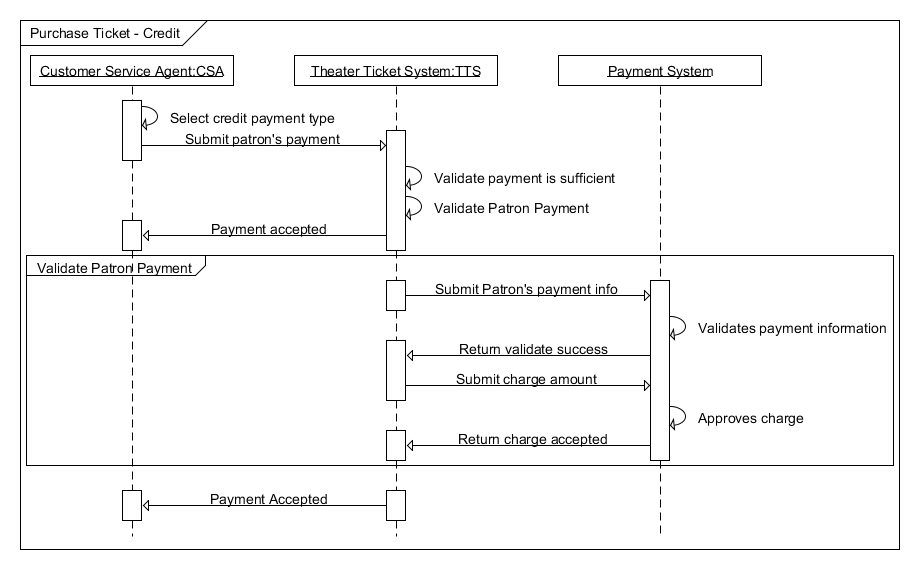 Purchase Ticket - Credit
Customer Service Agent:CSA
Theater Ticket System:TTS
Payment System
Select credit payment type
Submit patron's payment
Validate payment is sufficient
Validate Patron Payment
Payment accepted
Validate Patron Payment
Submit Patron's payment info
Validates payment information
Return validate success
Submit charge amount
Approves charge
Return charge accepted
Payment Accepted